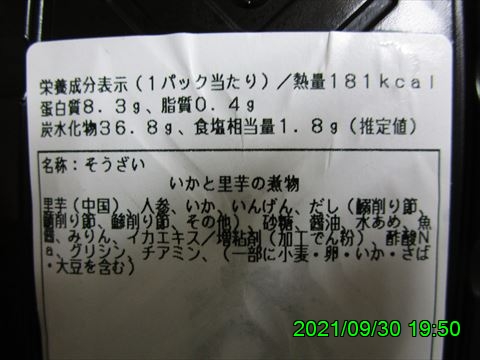 栄養成分表示(1パック当たり)/熱量181kcal
蛋白質8.3g、脂質0.4g
炭水化物36.8g、食塩相当量1.8g(推定値)
名称:そうざい
いかと里芋の煮物
里芋(中国)、人参、いか、いんげん、だし(鰯削り節、
鯖削り節、鯵削り節、その他)、砂糖、醤油、水あめ、魚
醤、みりん、イカエキス/増粘剤(加工でん粉)、酢酸N
a、グリシン、チアミン、(一部に小麦・卵・いか・さば
・大豆を含む)
2021/09/30 19:50